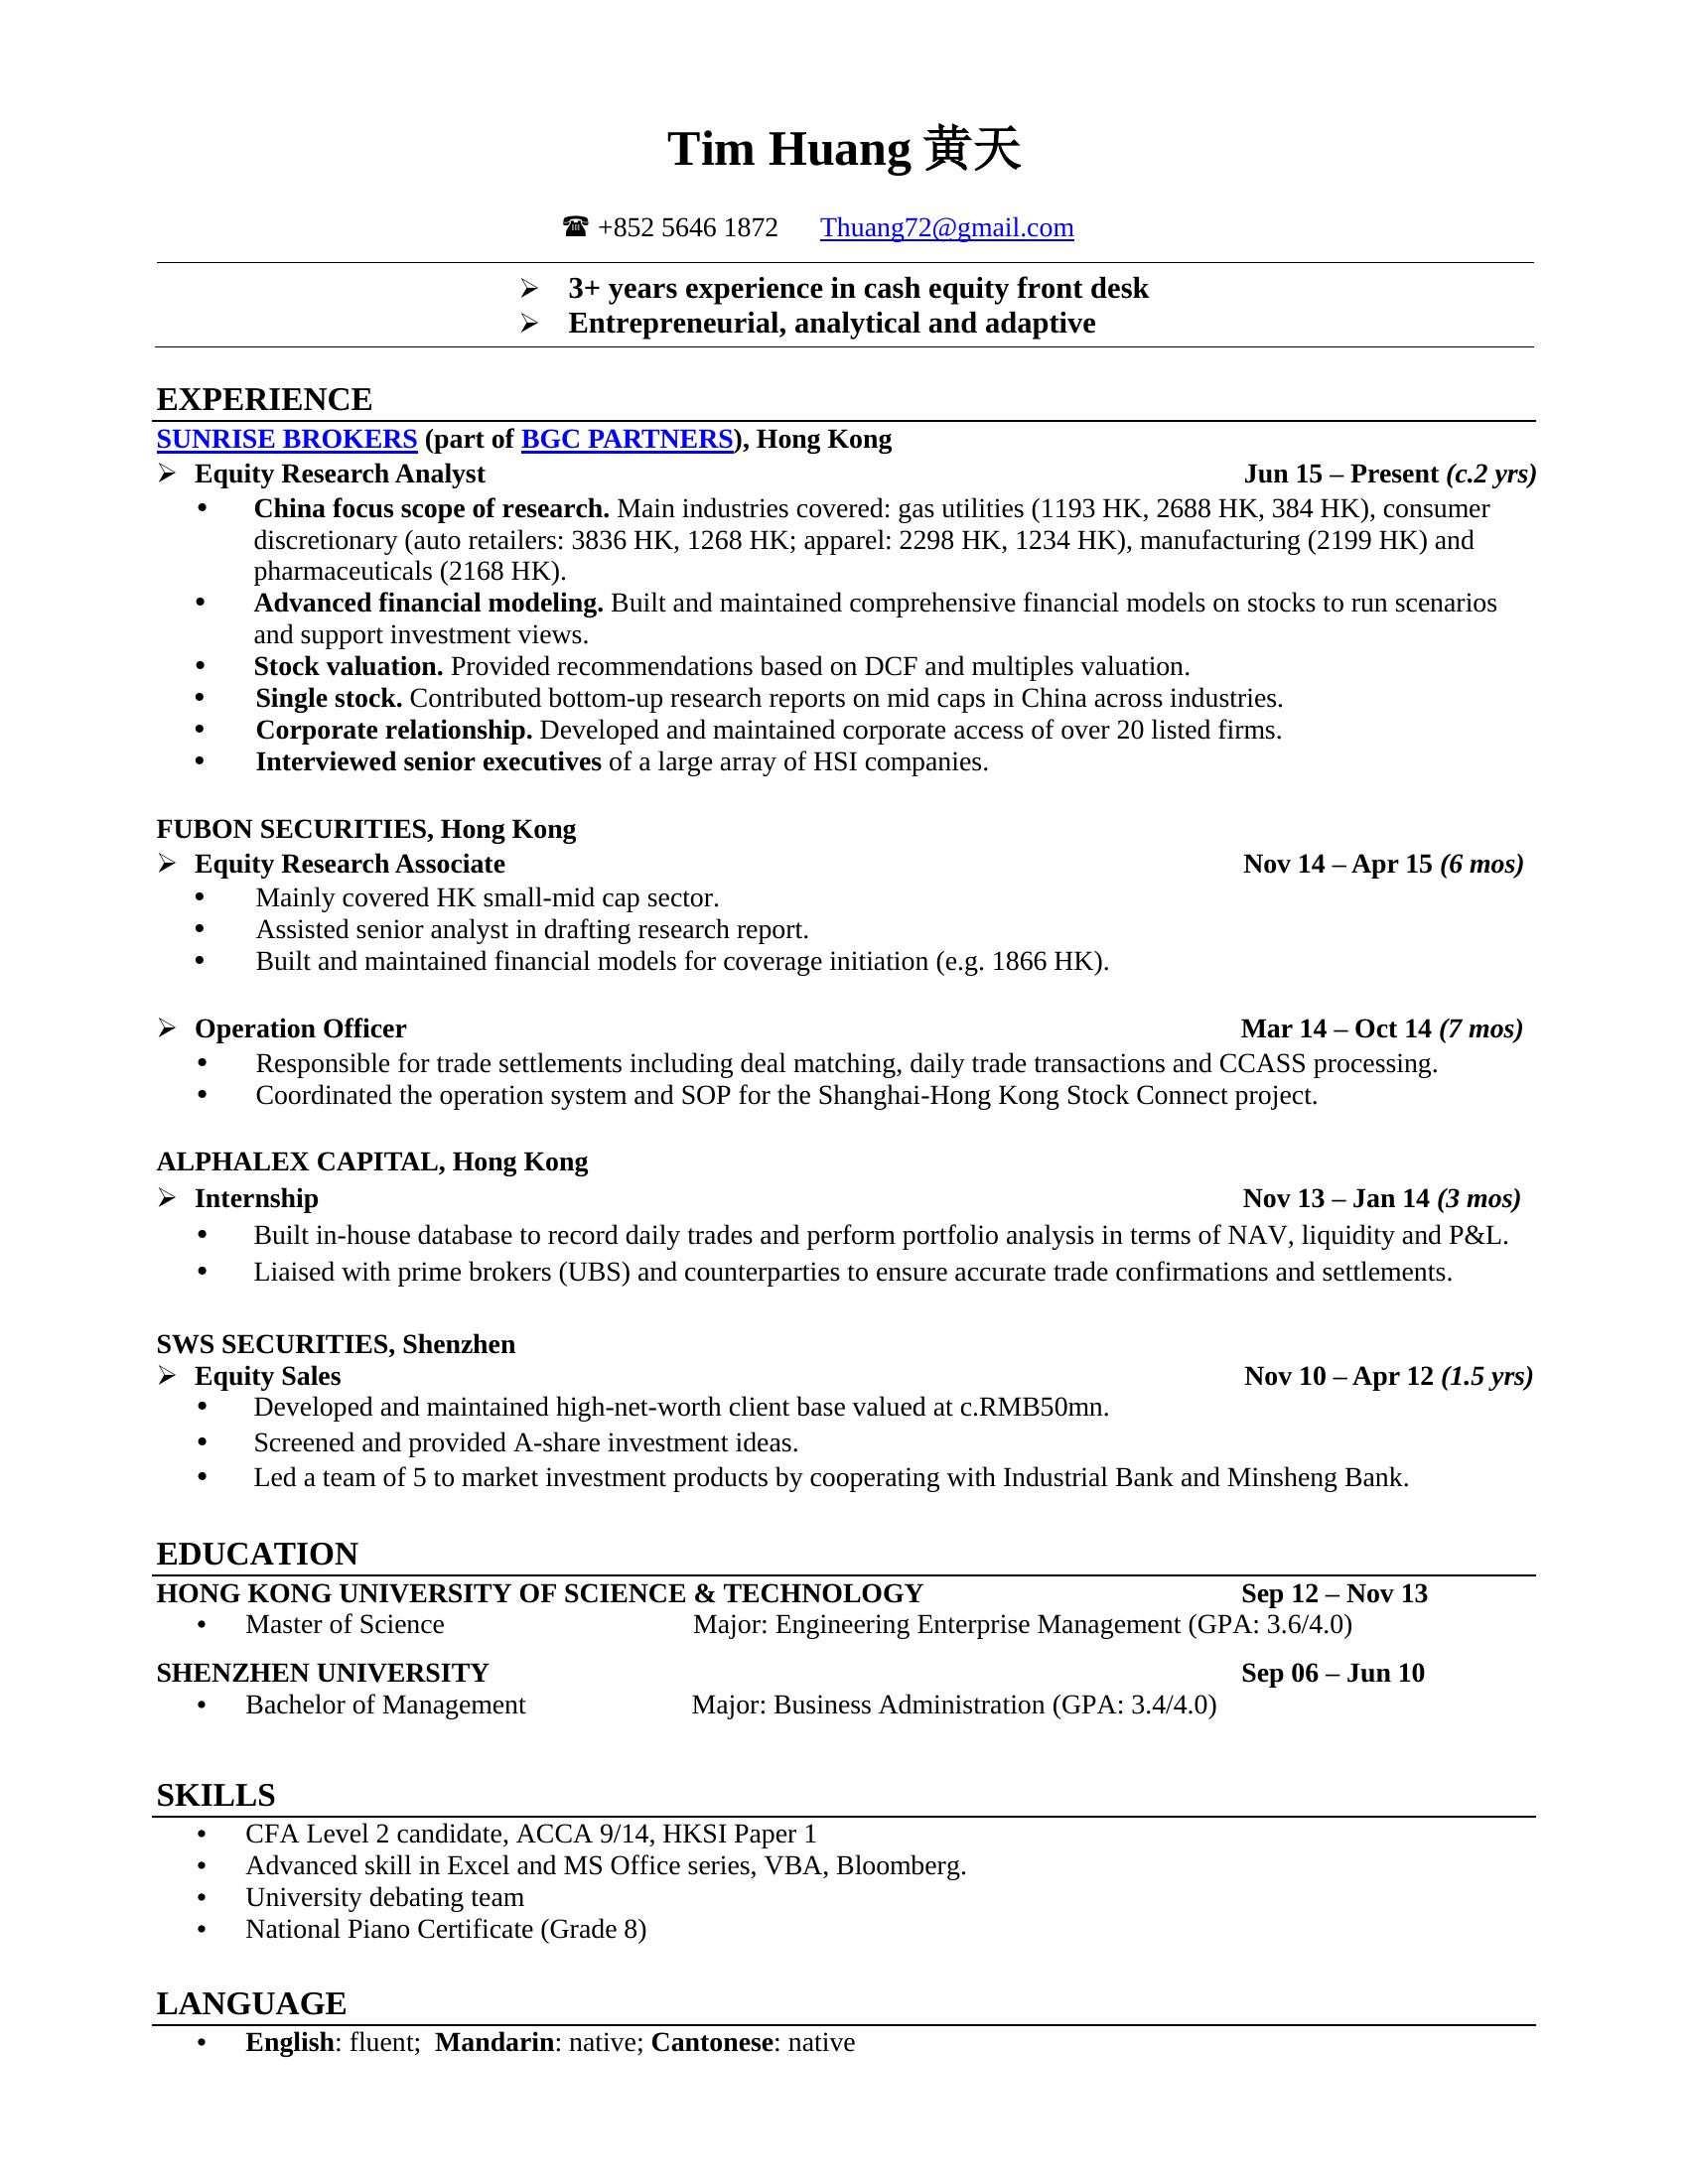 Tim Huang 黄天
☎ +852 5646 1872 Thuang72@gmail.com
➢ 3+ years experience in cash equity front desk
➢ Entrepreneurial, analytical and adaptive
EXPERIENCE
SUNRISE BROKERS (part of BGC PARTNERS), Hong Kong
➢ Equity Research Analyst Jun 15 – Present (c.2 yrs)
• China focus scope of research. Main industries covered: gas utilities (1193 HK, 2688 HK, 384 HK), consumer
discretionary (auto retailers: 3836 HK, 1268 HK; apparel: 2298 HK, 1234 HK), manufacturing (2199 HK) and
pharmaceuticals (2168 HK).
• Advanced financial modeling. Built and maintained comprehensive financial models on stocks to run scenarios
and support investment views.
• Stock valuation. Provided recommendations based on DCF and multiples valuation.
• Single stock. Contributed bottom-up research reports on mid caps in China across industries.
• Corporate relationship. Developed and maintained corporate access of over 20 listed firms.
• Interviewed senior executives of a large array of HSI companies.
FUBON SECURITIES, Hong Kong
➢ Equity Research Associate Nov 14 – Apr 15 (6 mos)
• Mainly covered HK small-mid cap sector.
• Assisted senior analyst in drafting research report.
• Built and maintained financial models for coverage initiation (e.g. 1866 HK).
➢ Operation Officer Mar 14 – Oct 14 (7 mos)
• Responsible for trade settlements including deal matching, daily trade transactions and CCASS processing.
• Coordinated the operation system and SOP for the Shanghai-Hong Kong Stock Connect project.
ALPHALEX CAPITAL, Hong Kong
➢ Internship Nov 13 – Jan 14 (3 mos)
• Built in-house database to record daily trades and perform portfolio analysis in terms of NAV, liquidity and P&L.
• Liaised with prime brokers (UBS) and counterparties to ensure accurate trade confirmations and settlements.
SWS SECURITIES, Shenzhen
➢ Equity Sales Nov 10 – Apr 12 (1.5 yrs)
• Developed and maintained high-net-worth client base valued at c.RMB50mn.
• Screened and provided A-share investment ideas.
• Led a team of 5 to market investment products by cooperating with Industrial Bank and Minsheng Bank.
EDUCATION
HONG KONG UNIVERSITY OF SCIENCE & TECHNOLOGY Sep 12 – Nov 13
• Master of Science Major: Engineering Enterprise Management (GPA: 3.6/4.0)
SHENZHEN UNIVERSITY Sep 06 – Jun 10
• Bachelor of Management Major: Business Administration (GPA: 3.4/4.0)
SKILLS
• CFA Level 2 candidate, ACCA 9/14, HKSI Paper 1
• Advanced skill in Excel and MS Office series, VBA, Bloomberg.
• University debating team
• National Piano Certificate (Grade 8)
LANGUAGE
• English: fluent; Mandarin: native; Cantonese: native